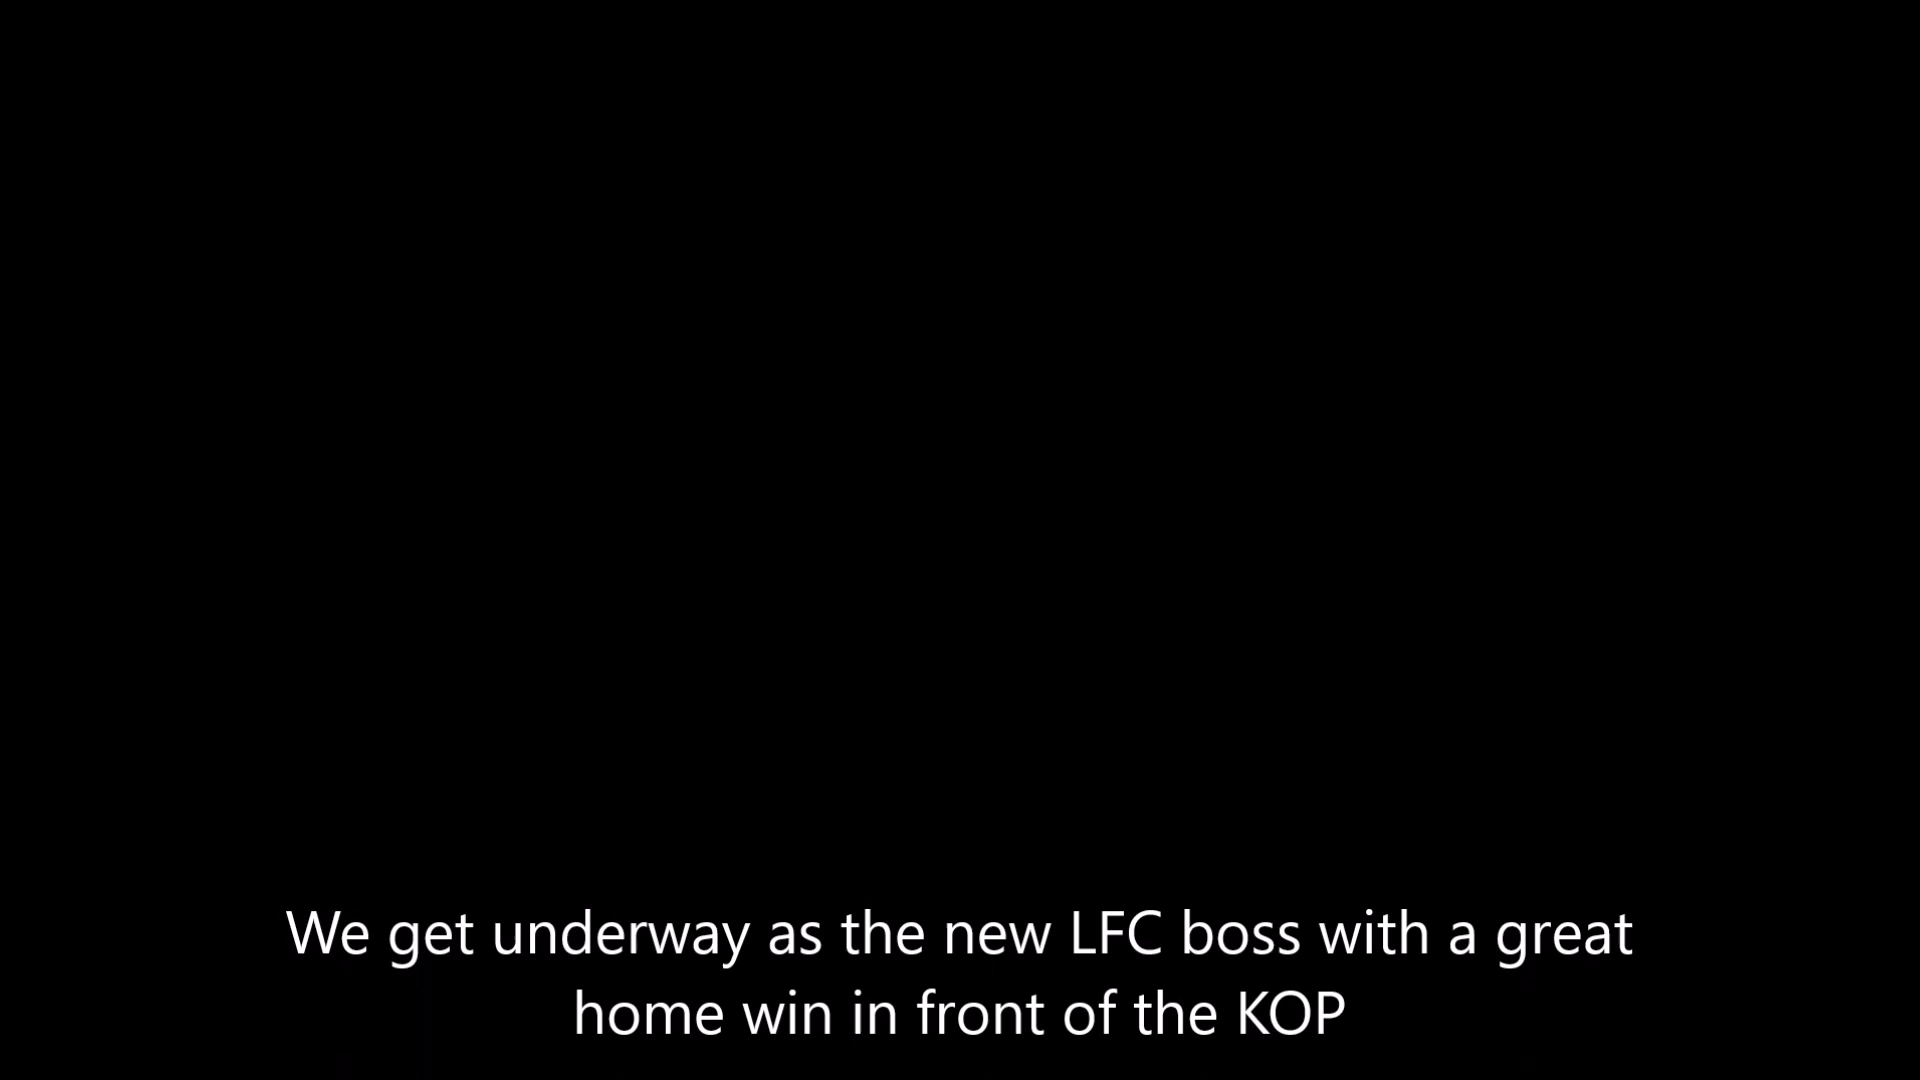 We get underway as the new LFC boss with a great
home win in front of the KOP